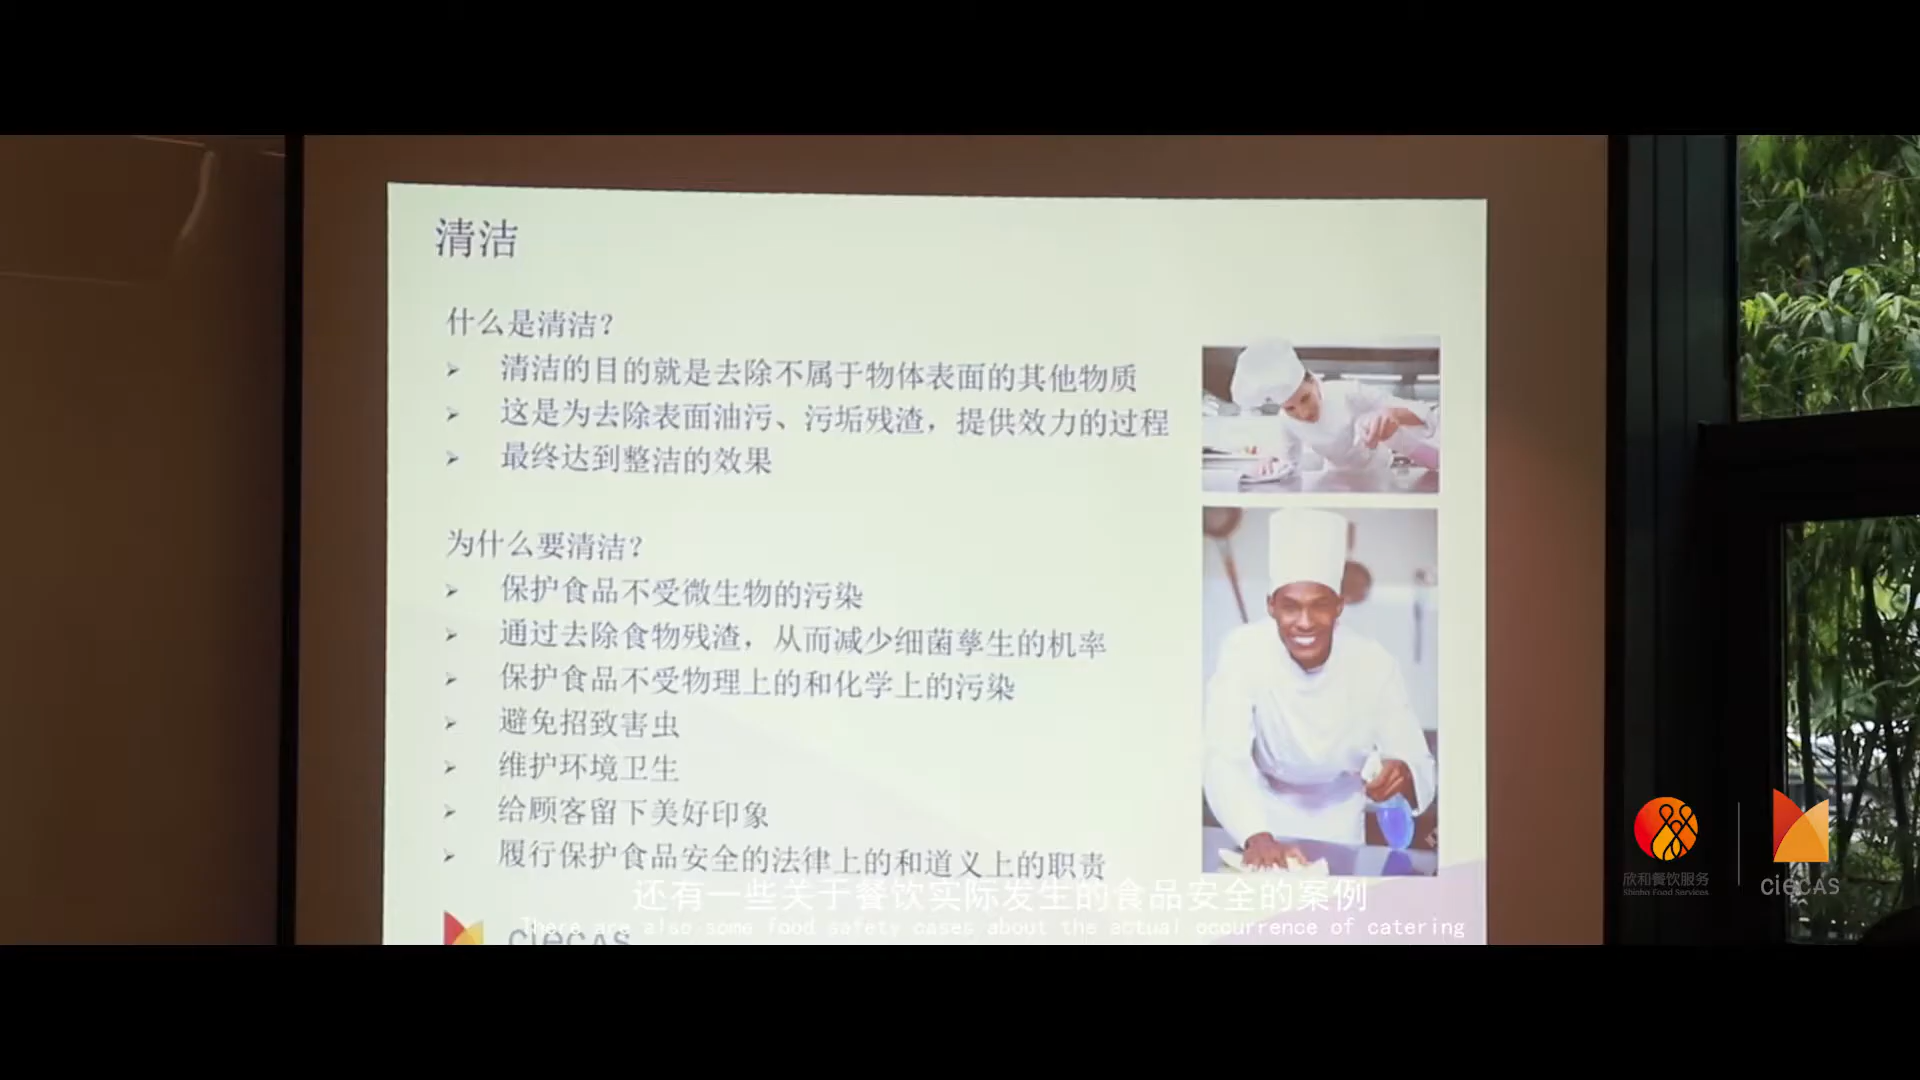 清洁
什么是清洁?
➢ 清洁的目的就是去除不属于物体表面的其他物质
➢ 这是为去除表面油污、污垢残渣，提供效力的过程
➢ 最终达到整洁的效果
为什么要清洁?
➢ 保护食品不受微生物的污染
➢ 通过去除食物残渣，从而减少细菌孳生的机率
➢ 保护食品不受物理上的和化学上的污染
➢ 避免招致害虫
➢ 维护环境卫生
➢ 给顾客留下美好印象
➢ 履行保护食品安全的法律上的和道义上的职责
ciecas
还有一些关于餐饮实际发生的食品安全的案例
There are also some food safety cases about the actual occurrence of catering
欣和餐饮服务
Shinho Food Services
ciecas